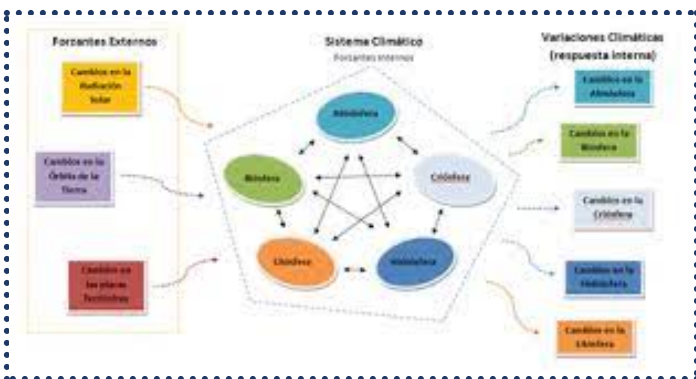 Forzantes Externos
Cambios en la
Radiación
Solar
Cambios en la
Órbita de la
Tierra
Cambios en
las placas
Tectónicas
Sistema Climático
Forzantes Internos
Atmósfera
Biosfera
Criósfera
Litósfera
Hidrósfera
Variaciones Climáticas
(respuesta interna)
Cambios en la
Atmósfera
Cambios en la
Biosfera
Cambios en la
Criósfera
Cambios en la
Hidrósfera
Cambios en la
Litósfera